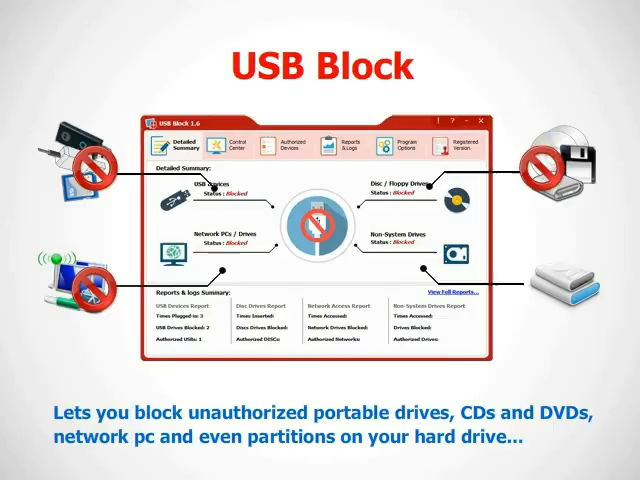 USB Block
USB Block 1.6
! ? - x
Detailed Summary
Control Center
Authorized Devices
Reports & Logs
Program Options
Registered Version
Detailed Summary:
USB Devices
Status : Blocked
Disc / Floppy Drives
Status : Blocked
Network PCs / Drives
Status : Blocked
Non-System Drives
Status : Blocked
Reports & logs Summary:
View Full Reports...
USB Devices Report
Times Plugged-in: 3
USB Drives Blocked: 2
Authorized USBs: 1
Disc Drives Report
Times Inserted:
Discs Drives Blocked:
Authorized DISCs:
Network Access Report
Times Accessed:
Network Drives Blocked:
Authorized Networks:
Non-System Drives Report
Times Accessed:
Drives Blocked:
Authorized Drives:
Lets you block unauthorized portable drives, CDs and DVDs,
network pc and even partitions on your hard drive...